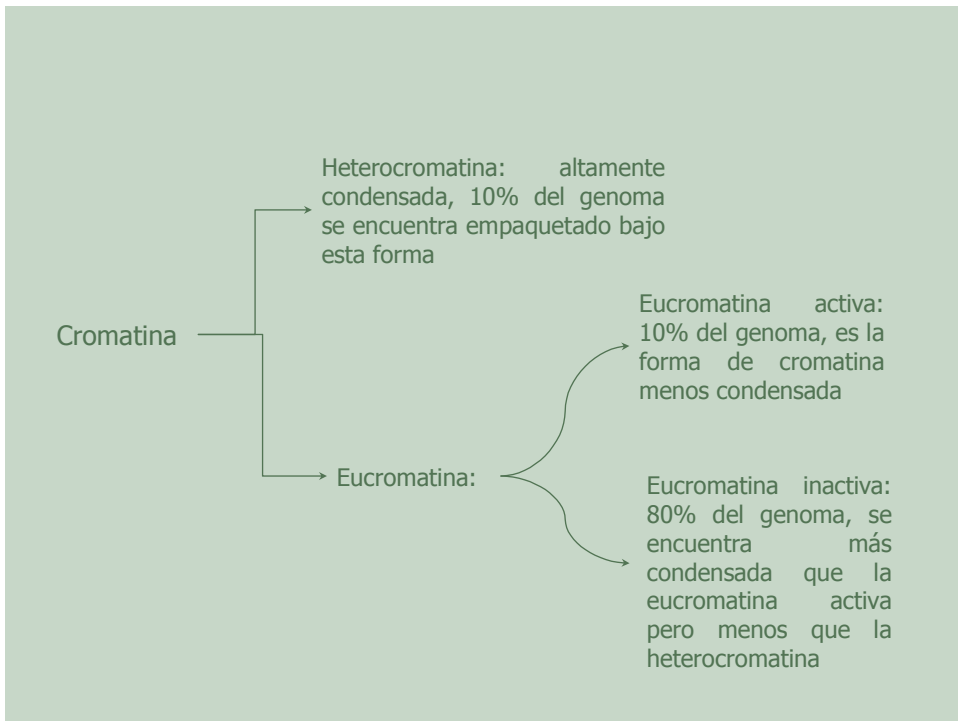 Heterocromatina: altamente
condensada, 10% del genoma
se encuentra empaquetado bajo
esta forma
Cromatina
Eucromatina activa:
10% del genoma, es la
forma de cromatina
menos condensada
Eucromatina:
Eucromatina inactiva:
80% del genoma, se
encuentra más
condensada que la
eucromatina activa
pero menos que la
heterocromatina